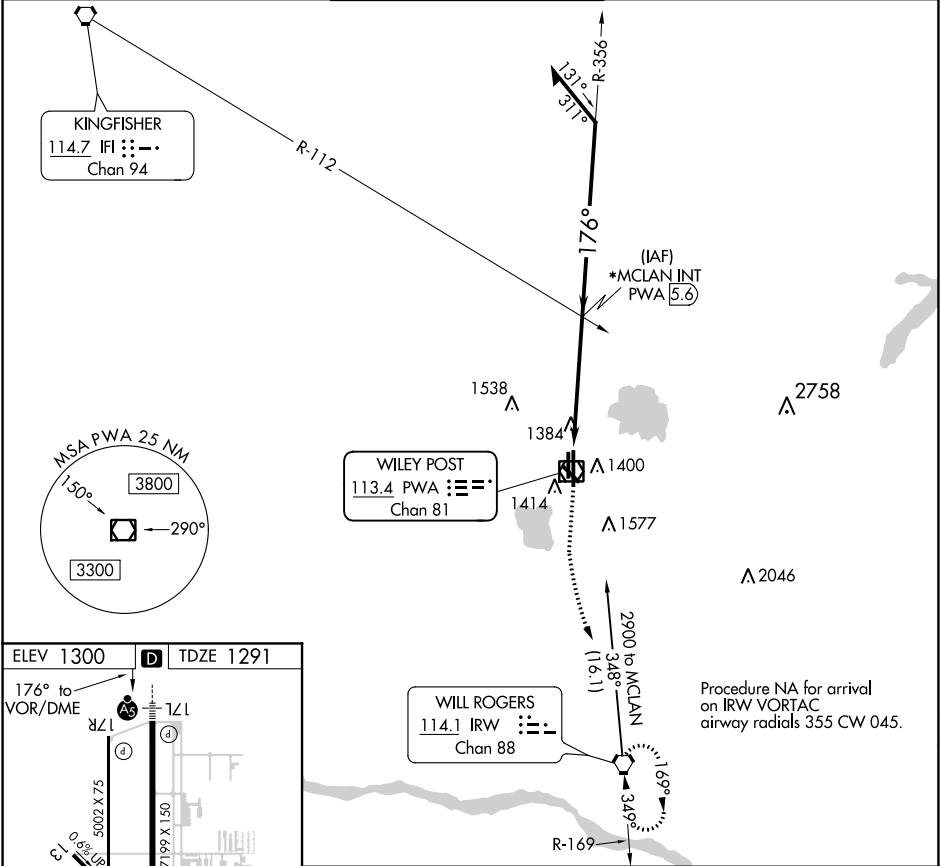 KINGFISHER
114.7 IFI
Chan 94
R-112
R-356
131°
311°
176°
(IAF)
*MCLAN INT
PWA 5.6
1538
2758
1384
1400
1414
1577
2046
WILEY POST
113.4 PWA
Chan 81
MSA PWA 25 NM
150°
3800
290°
3300
2900 to MCLAN
348°
(16.1)
WILL ROGERS
114.1 IRW
Chan 88
169°
349°
R-169
Procedure NA for arrival
on IRW VORTAC
airway radials 355 CW 045.
ELEV 1300
D
TDZE 1291
176° to
VOR/DME
A5
17R
17L
P
P
5002 X 75
7199 X 150
0.6% UP
13